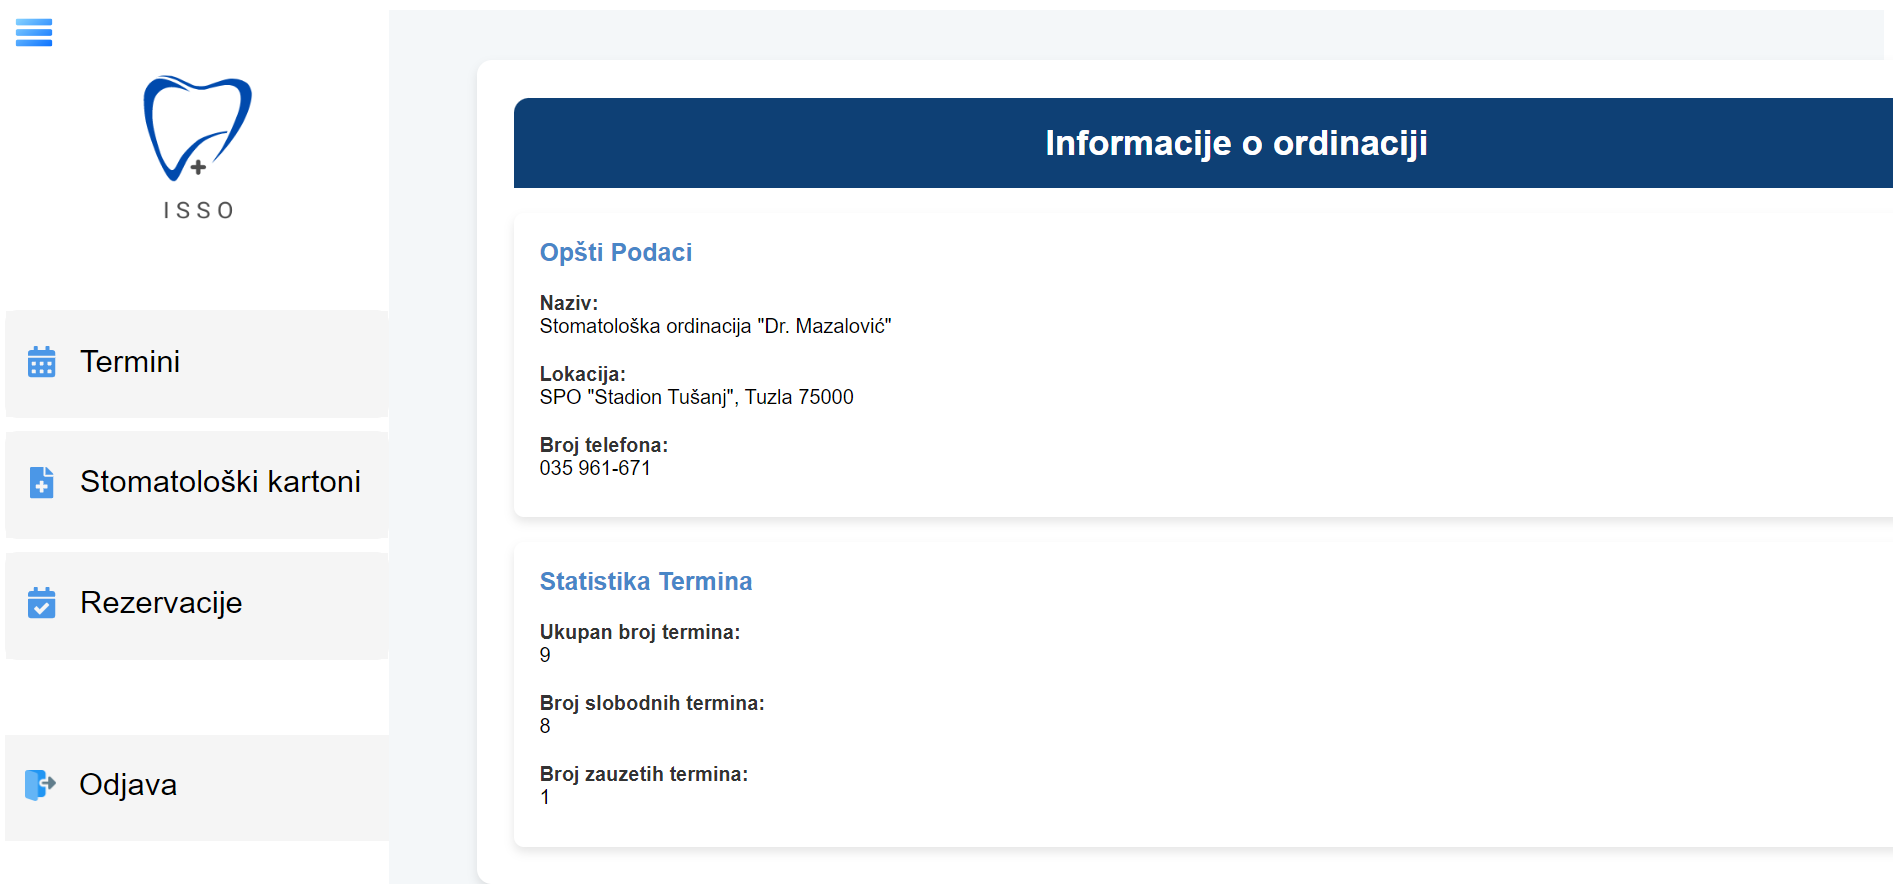 ISSO
Termini
Stomatološki kartoni
Rezervacije
Odjava
Informacije o ordinaciji
Opšti Podaci
Naziv:
Stomatološka ordinacija "Dr. Mazalović"
Lokacija:
SPO "Stadion Tušanj", Tuzla 75000
Broj telefona:
035 961-671
Statistika Termina
Ukupan broj termina:
9
Broj slobodnih termina:
8
Broj zauzetih termina:
1